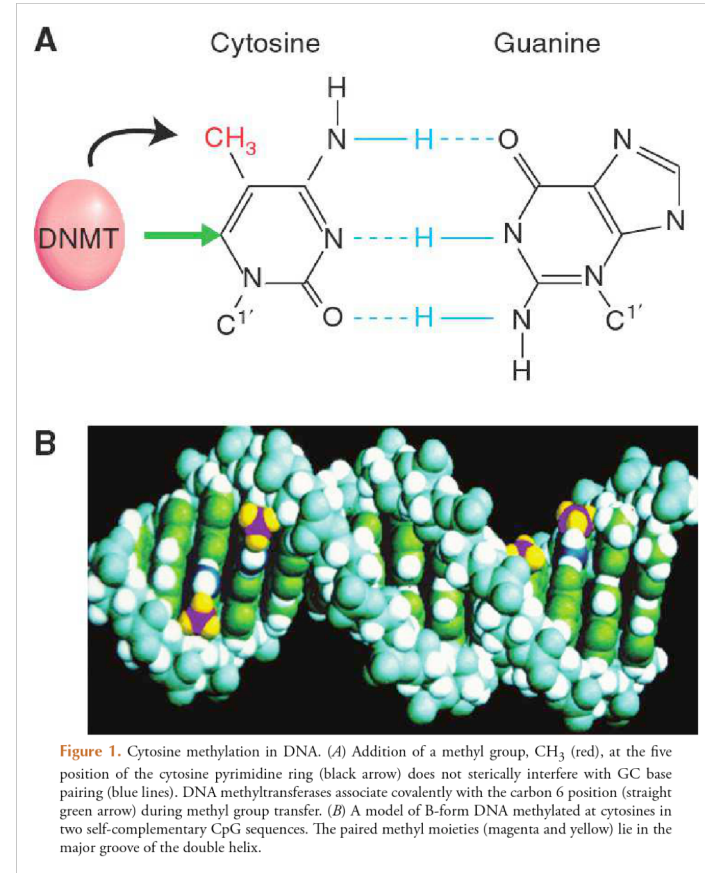 A
Cytosine
Guanine
H
CH3
N
H
O
N
DNMT
N
H
N
N
N
N
C1′
O
H
N
C1′
H
B
Figure 1. Cytosine methylation in DNA. (A) Addition of a methyl group, CH3 (red), at the five
position of the cytosine pyrimidine ring (black arrow) does not sterically interfere with GC base
pairing (blue lines). DNA methyltransferases associate covalently with the carbon 6 position (straight
green arrow) during methyl group transfer. (B) A model of B-form DNA methylated at cytosines in
two self-complementary CpG sequences. The paired methyl moieties (magenta and yellow) lie in the
major groove of the double helix.